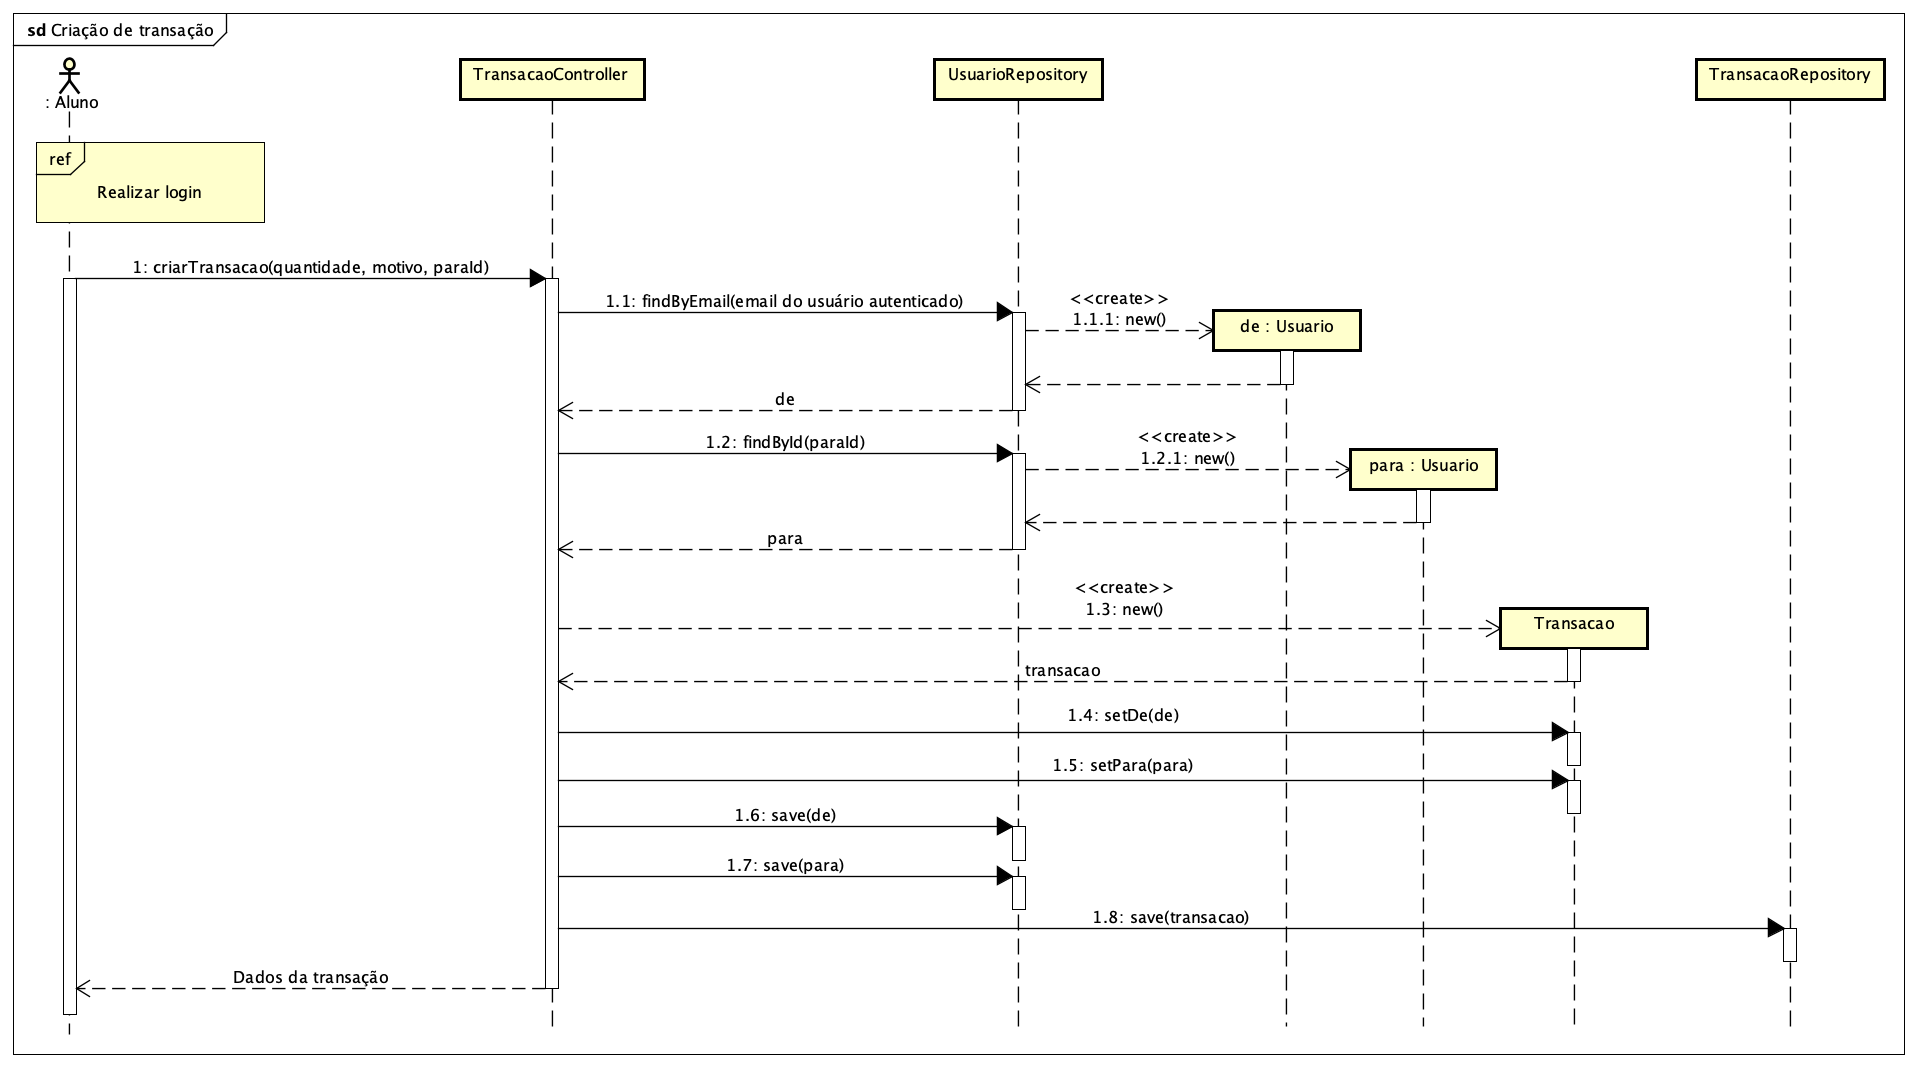 sd Criação de transação
: Aluno
TransacaoController
UsuarioRepository
TransacaoRepository
ref
Realizar login
1: criarTransacao(quantidade, motivo, paraId)
1.1: findByEmail(email do usuário autenticado)
<<create>>
1.1.1: new()
de : Usuario
de
1.2: findById(paraId)
<<create>>
1.2.1: new()
para : Usuario
para
<<create>>
1.3: new()
Transacao
transacao
1.4: setDe(de)
1.5: setPara(para)
1.6: save(de)
1.7: save(para)
1.8: save(transacao)
Dados da transação